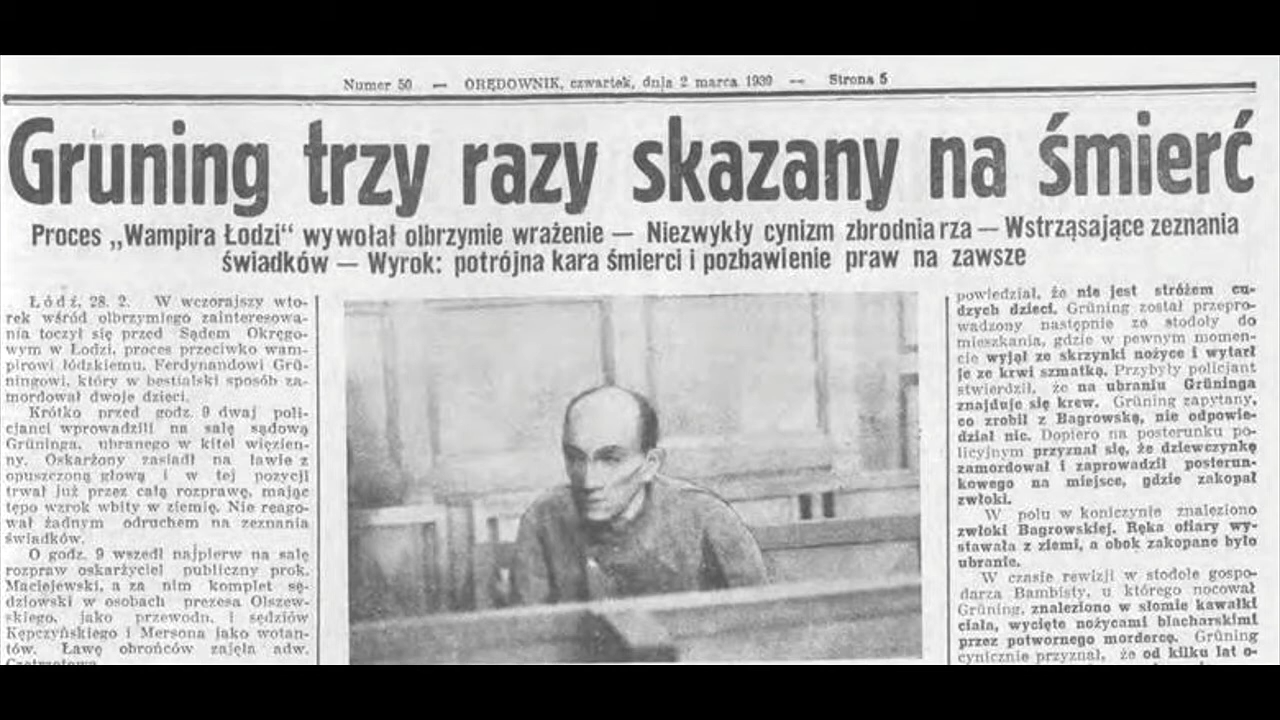 Numer 50 — ORĘDOWNIK, czwartek, dnia 2 marca 1939 — Strona 5
Grüning trzy razy skazany na śmierć
Proces „Wampira Łodzi“ wywołał olbrzymie wrażenie — Niezwykły cynizm zbrodniarza — Wstrząsające zeznania
świadków — Wyrok: potrójna kara śmierci i pozbawienie praw na zawsze
Łódź, 28. 2. W wczorajszy wto-
rek wśród olbrzymiego zainteresowa-
nia toczył się przed Sądem Okręgo-
wym w Łodzi, proces przeciwko wam-
pirowi łódzkiemu, Ferdynandowi Grü-
ningowi, który w bestialski sposób za-
mordował dwoje dzieci.
Krótko przed godz. 9 dwaj poli-
cjanci wprowadzili na salę sądową
Grüninga, ubranego w kitel więzien-
ny. Oskarżony zasiadł na ławie z
opuszczoną głową i w tej pozycji
trwał już przez całą rozprawę, mając
tępo wzrok wbity w ziemię. Nie reago-
wał żadnym odruchem na zeznania
świadków.
O godz. 9 wszedł najpierw na salę
rozpraw oskarżyciel publiczny prok.
Maciejewski, a za nim komplet sę-
dziowski w osobach prezesa Olszew-
skiego, jako przewodn. i sędziów
Kępczyńskiego i Mersona jako wotan-
tów. Ławę obrońców zajęła adw.
powiedział, że nie jest stróżem cu-
dzych dzieci. Grüning został przepro-
wadzony następnie ze stodoły do
mieszkania, gdzie w pewnym momen-
cie wyjął ze skrzynki nożyce i wytarł
je ze krwi szmatką. Przybyły policjant
stwierdził, że na ubraniu Grüninga
znajduje się krew. Grüning zapytany,
co zrobił z Bagrowską, nie odpowie-
dział nic. Dopiero na posterunku po-
licyjnym przyznał się, że dziewczynkę
zamordował i zaprowadził posterun-
kowego na miejsce, gdzie zakopał
zwłoki.
W polu w koniczynie znaleziono
zwłoki Bagrowskiej. Ręka ofiary wy-
stawała z ziemi, a obok zakopane było
ubranie.
W czasie rewizji w stodole gospo-
darza Bambisty, u którego nocował
Grüning, znaleziono w słomie kawałki
ciała, wycięte nożycami blacharskimi
przez potwornego mordercę. Grüning
cynicznie przyznał, że od kilku lat o-